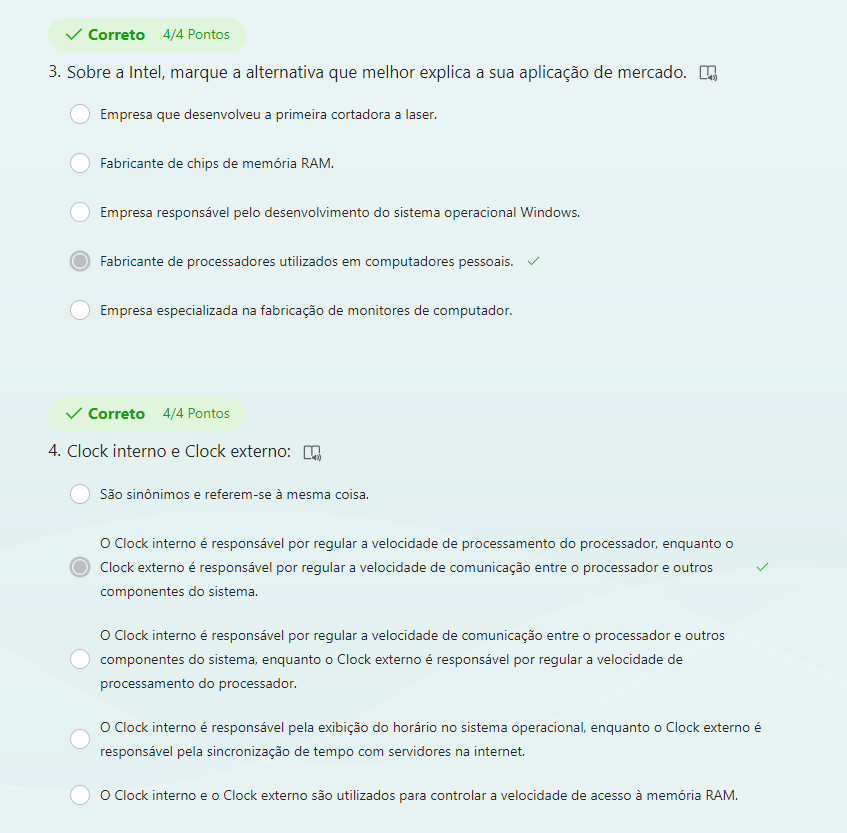 Correto 4/4 Pontos
3. Sobre a Intel, marque a alternativa que melhor explica a sua aplicação de mercado.
Empresa que desenvolveu a primeira cortadora a laser.
Fabricante de chips de memória RAM.
Empresa responsável pelo desenvolvimento do sistema operacional Windows.
Fabricante de processadores utilizados em computadores pessoais.
Empresa especializada na fabricação de monitores de computador.
Correto 4/4 Pontos
4. Clock interno e Clock externo:
São sinônimos e referem-se à mesma coisa.
O Clock interno é responsável por regular a velocidade de processamento do processador, enquanto o
Clock externo é responsável por regular a velocidade de comunicação entre o processador e outros
componentes do sistema.
O Clock interno é responsável por regular a velocidade de comunicação entre o processador e outros
componentes do sistema, enquanto o Clock externo é responsável por regular a velocidade de
processamento do processador.
O Clock interno é responsável pela exibição do horário no sistema operacional, enquanto o Clock externo é
responsável pela sincronização de tempo com servidores na internet.
O Clock interno e o Clock externo são utilizados para controlar a velocidade de acesso à memória RAM.